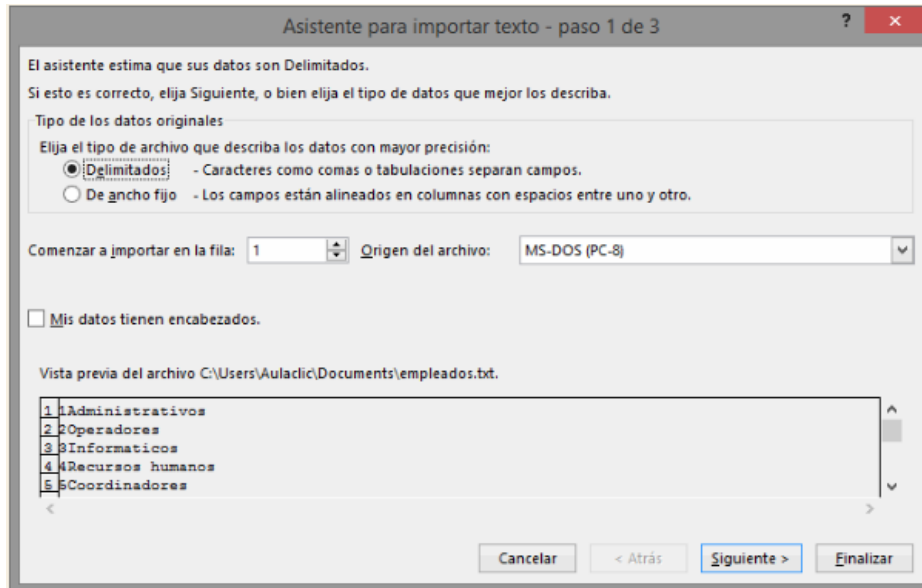 Asistente para importar texto - paso 1 de 3 ? ×
El asistente estima que sus datos son Delimitados.
Si esto es correcto, elija Siguiente, o bien elija el tipo de datos que mejor los describa.
Tipo de los datos originales
Elija el tipo de archivo que describa los datos con mayor precisión:
Delimitados - Caracteres como comas o tabulaciones separan campos.
De ancho fijo - Los campos están alineados en columnas con espacios entre uno y otro.
Comenzar a importar en la fila: 1 Origen del archivo: MS-DOS (PC-8)
Mis datos tienen encabezados.
Vista previa del archivo C:\Users\Aulaclic\Documents\empleados.txt.
1 1Administrativos
2 2Operadores
3 3Informaticos
4 4Recursos humanos
5 5Coordinadores
Cancelar < Atrás Siguiente > Finalizar